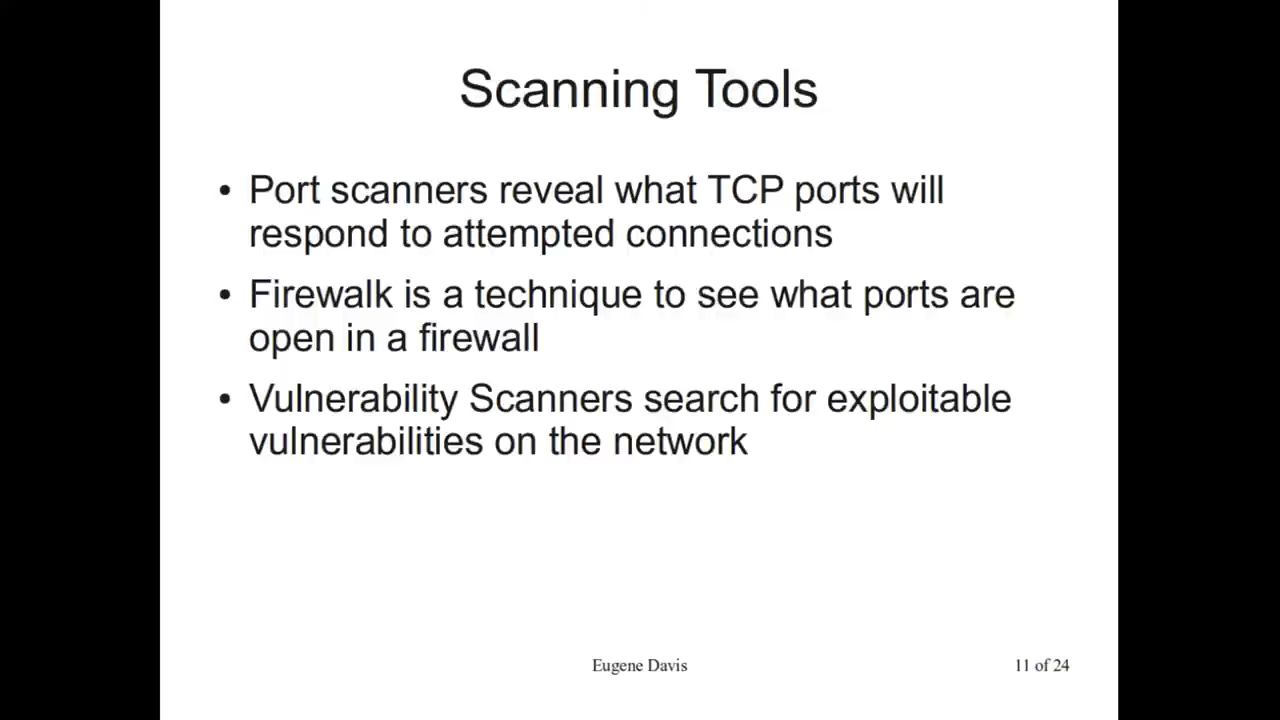 Scanning Tools
• Port scanners reveal what TCP ports will
respond to attempted connections
• Firewalk is a technique to see what ports are
open in a firewall
• Vulnerability Scanners search for exploitable
vulnerabilities on the network
Eugene Davis
11 of 24